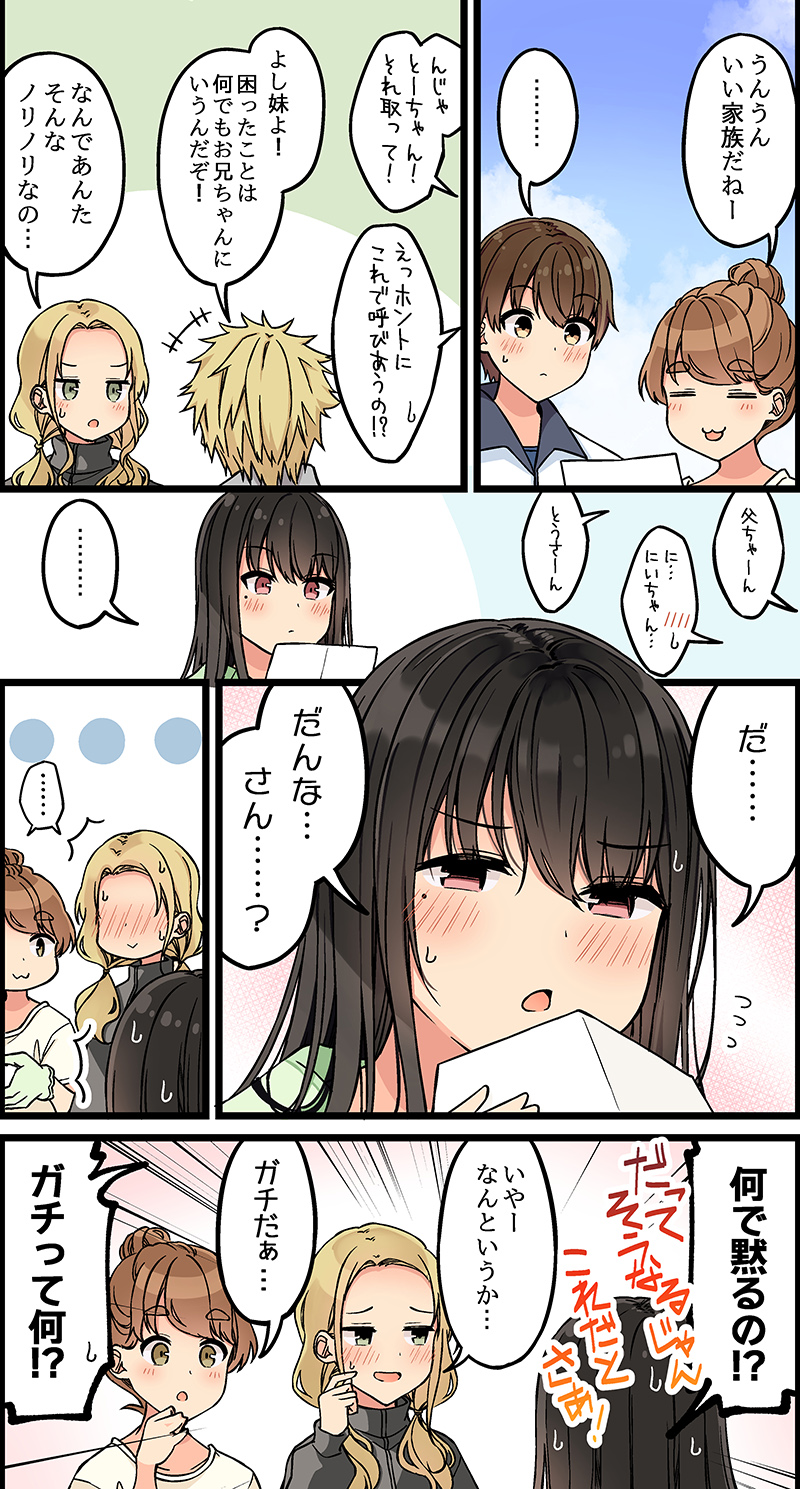 うんうん
いい家族だねー
………
んじゃ
とーちゃん！
それ取って！
えっホントに
これで呼びあうの!?
よし妹よ！
困ったことは
何でもお兄ちゃんに
いうんだぞ！
なんであんた
そんな
ノリノリなの…
父ちゃーん
に…
にいちゃん…
とうさーん
………
だ……
だんな…
さん……？
……
何で黙るの!?
だって
そうなるじゃん
これだと
さぁ！
いやー
なんというか…
ガチだぁ…
ガチって何!?